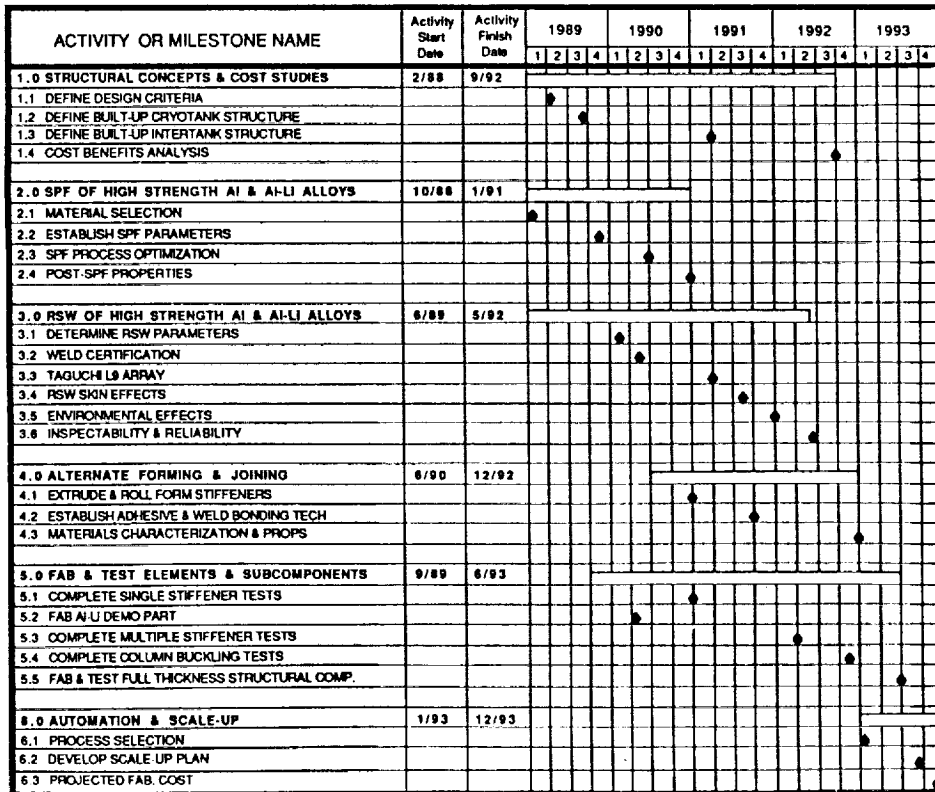 ACTIVITY OR MILESTONE NAME Activity Start Date Activity Finish Date 1989 1990 1991 1992 1993
1 2 3 4 1 2 3 4 1 2 3 4 1 2 3 4 1 2 3 4
1.0 STRUCTURAL CONCEPTS & COST STUDIES 2/88 9/92
1.1 DEFINE DESIGN CRITERIA
1.2 DEFINE BUILT-UP CRYOTANK STRUCTURE
1.3 DEFINE BUILT-UP INTERTANK STRUCTURE
1.4 COST BENEFITS ANALYSIS
2.0 SPF OF HIGH STRENGTH Al & Al-Li ALLOYS 10/88 1/91
2.1 MATERIAL SELECTION
2.2 ESTABLISH SPF PARAMETERS
2.3 SPF PROCESS OPTIMIZATION
2.4 POST-SPF PROPERTIES
3.0 RSW OF HIGH STRENGTH Al & Al-Li ALLOYS 6/89 5/92
3.1 DETERMINE RSW PARAMETERS
3.2 WELD CERTIFICATION
3.3 TAGUCHI L9 ARRAY
3.4 RSW SKIN EFFECTS
3.5 ENVIRONMENTAL EFFECTS
3.6 INSPECTABILITY & RELIABILITY
4.0 ALTERNATE FORMING & JOINING 6/90 12/92
4.1 EXTRUDE & ROLL FORM STIFFENERS
4.2 ESTABLISH ADHESIVE & WELD BONDING TECH
4.3 MATERIALS CHARACTERIZATION & PROPS
5.0 FAB & TEST ELEMENTS & SUBCOMPONENTS 9/89 6/93
5.1 COMPLETE SINGLE STIFFENER TESTS
5.2 FAB Al-Li DEMO PART
5.3 COMPLETE MULTIPLE STIFFENER TESTS
5.4 COMPLETE COLUMN BUCKLING TESTS
5.5 FAB & TEST FULL THICKNESS STRUCTURAL COMP.
6.0 AUTOMATION & SCALE-UP 1/93 12/93
6.1 PROCESS SELECTION
6.2 DEVELOP SCALE-UP PLAN
6.3 PROJECTED FAB. COST